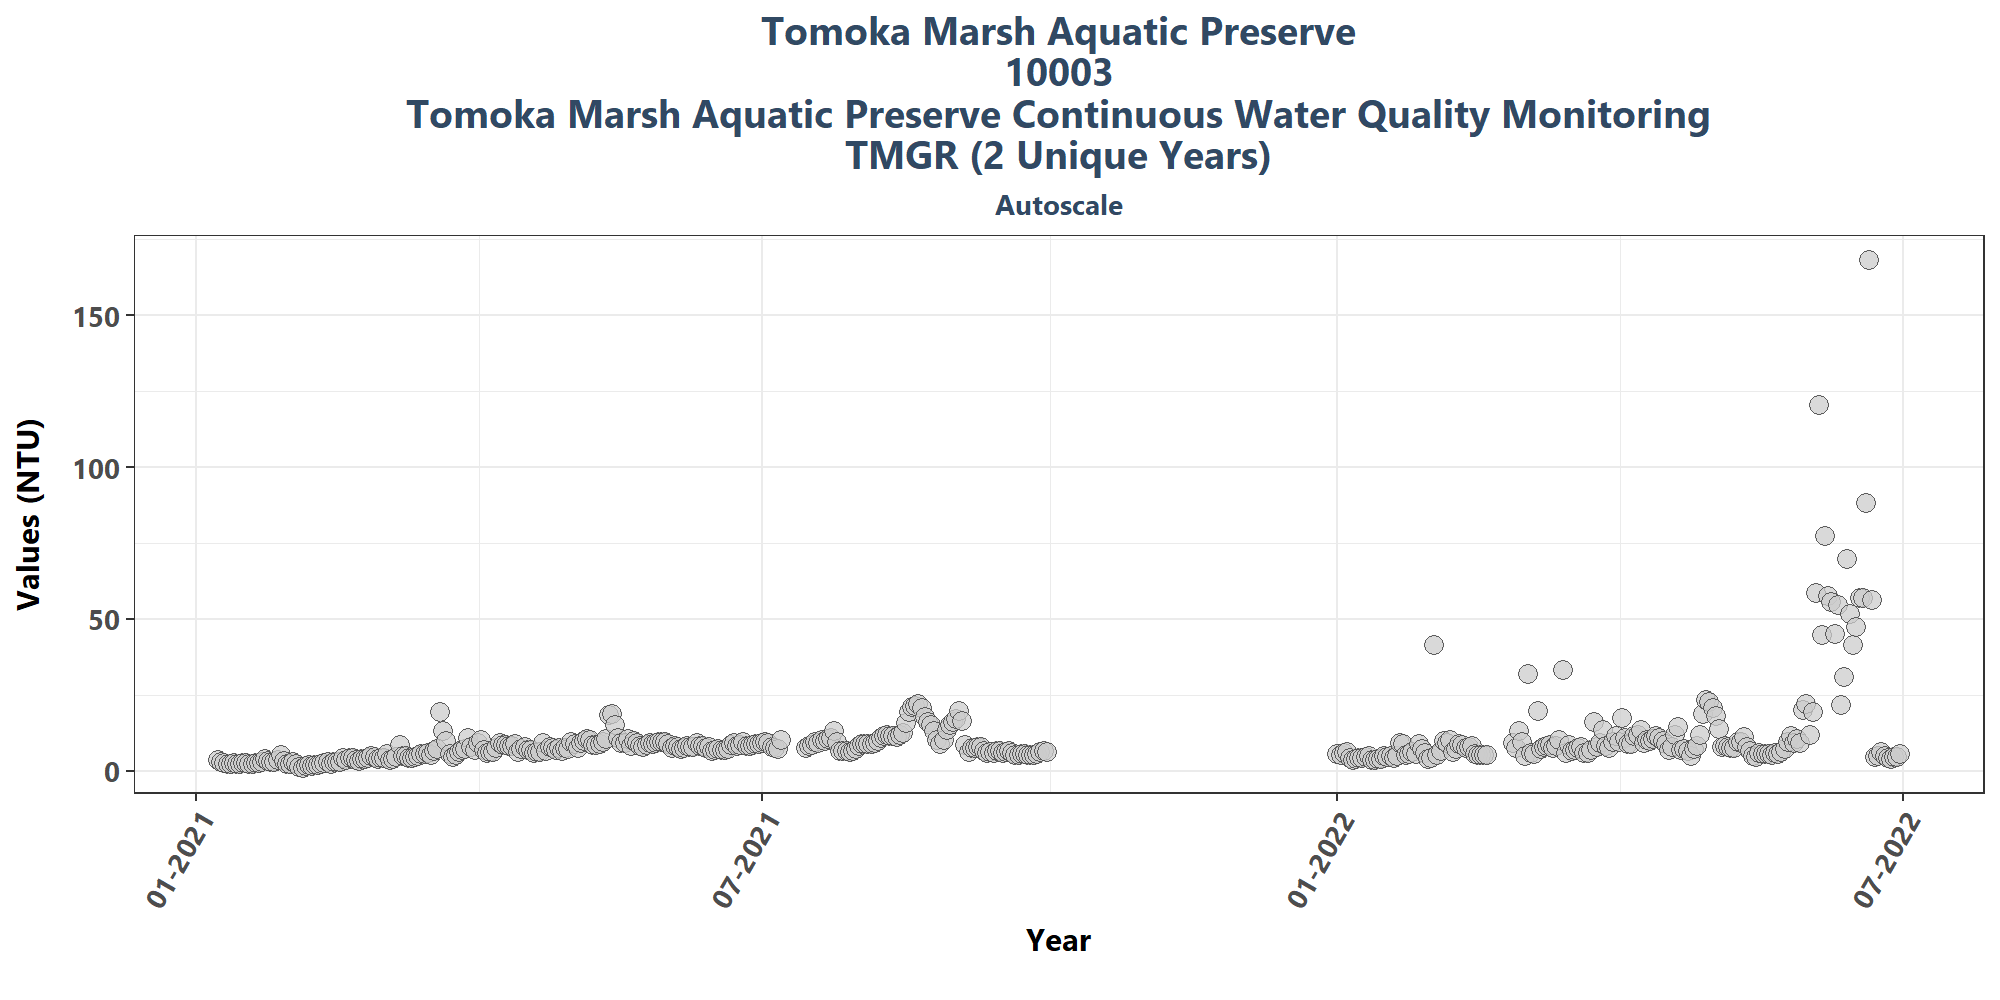 Tomoka Marsh Aquatic Preserve
10003
Tomoka Marsh Aquatic Preserve Continuous Water Quality Monitoring
TMGR (2 Unique Years)
Autoscale
Values (NTU)
150
100
50
0
01-2021
07-2021
01-2022
07-2022
Year